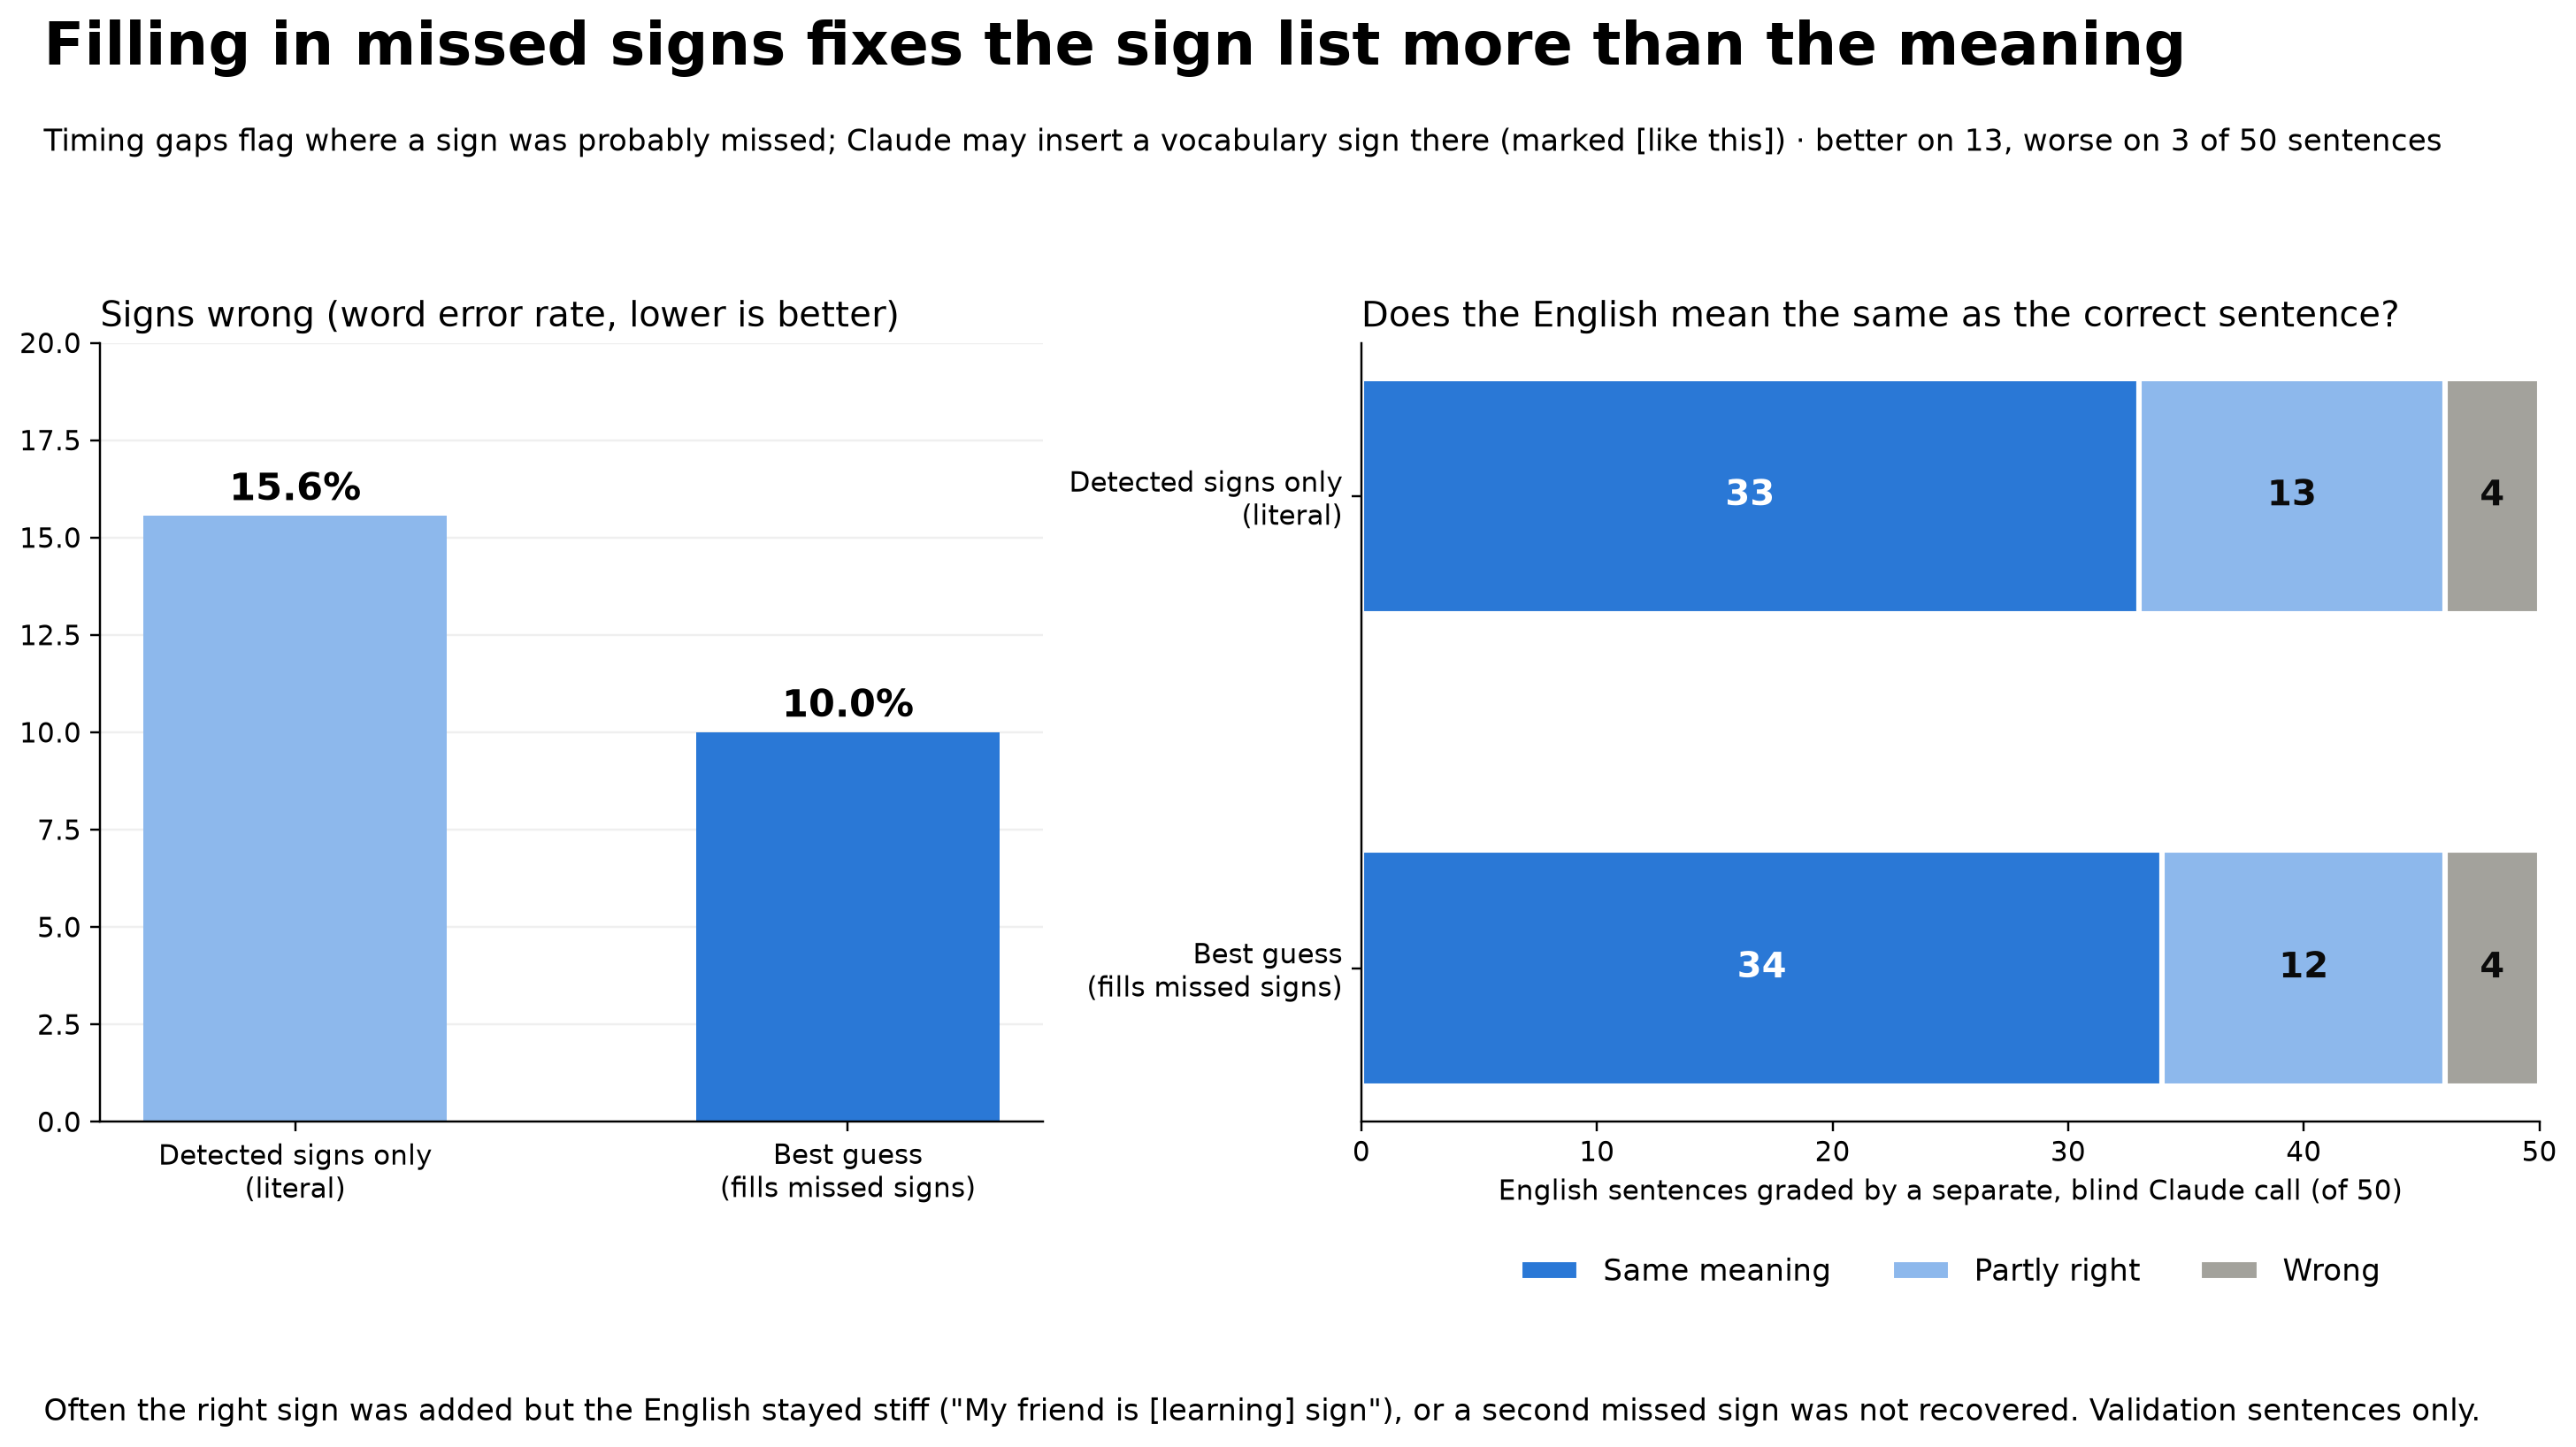 Filling in missed signs fixes the sign list more than the meaning
Timing gaps flag where a sign was probably missed; Claude may insert a vocabulary sign there (marked [like this]) · better on 13, worse on 3 of 50 sentences
Signs wrong (word error rate, lower is better)
20.0
17.5
15.0
12.5
10.0
7.5
5.0
2.5
0.0
15.6%
10.0%
Detected signs only
(literal)
Best guess
(fills missed signs)
Does the English mean the same as the correct sentence?
Detected signs only
(literal)
33
13
4
Best guess
(fills missed signs)
34
12
4
0
10
20
30
40
50
English sentences graded by a separate, blind Claude call (of 50)
Same meaning
Partly right
Wrong
Often the right sign was added but the English stayed stiff ("My friend is [learning] sign"), or a second missed sign was not recovered. Validation sentences only.